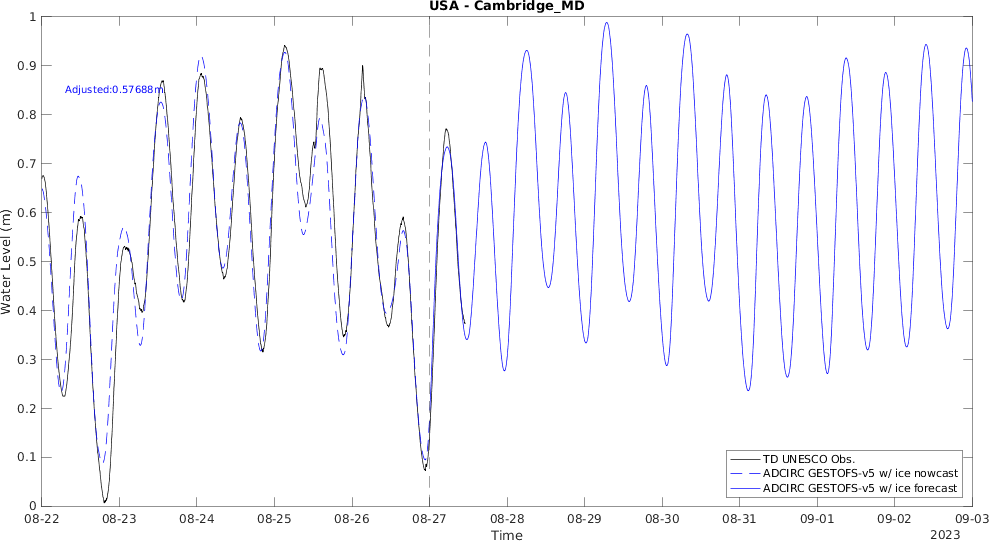 USA - Cambridge_MD
1
0.9
0.8
0.7
0.6
0.5
0.4
0.3
0.2
0.1
0
Water Level (m)
Adjusted:0.57688m
TD UNESCO Obs.
ADCIRC GESTOFS-v5 w/ ice nowcast
ADCIRC GESTOFS-v5 w/ ice forecast
08-22 08-23 08-24 08-25 08-26 08-27 08-28 08-29 08-30 08-31 09-01 09-02 09-03
Time
2023